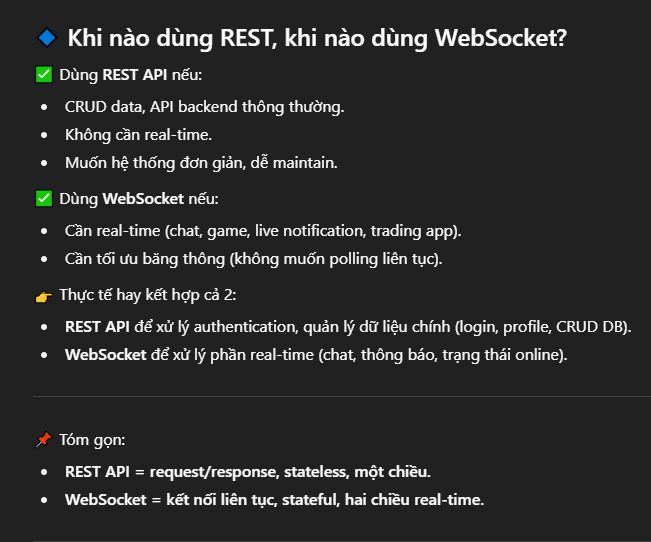 🔷 Khi nào dùng REST, khi nào dùng WebSocket?
✅ Dùng REST API nếu:
• CRUD data, API backend thông thường.
• Không cần real-time.
• Muốn hệ thống đơn giản, dễ maintain.
✅ Dùng WebSocket nếu:
• Cần real-time (chat, game, live notification, trading app).
• Cần tối ưu băng thông (không muốn polling liên tục).
👉 Thực tế hay kết hợp cả 2:
• REST API để xử lý authentication, quản lý dữ liệu chính (login, profile, CRUD DB).
• WebSocket để xử lý phần real-time (chat, thông báo, trạng thái online).
📌 Tóm gọn:
• REST API = request/response, stateless, một chiều.
• WebSocket = kết nối liên tục, stateful, hai chiều real-time.